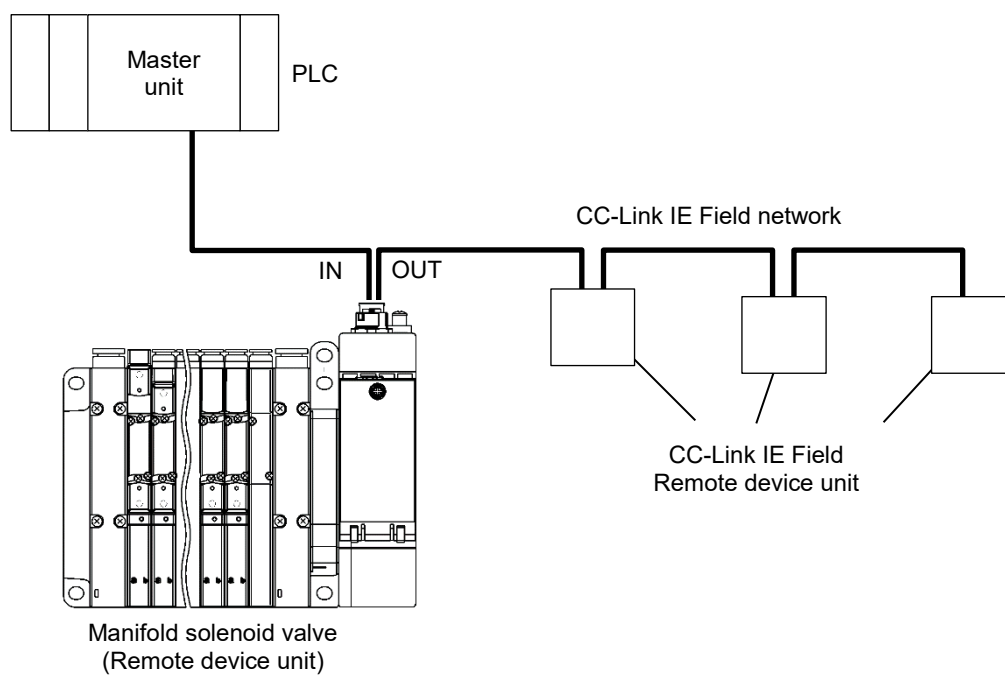 Master
unit
PLC
CC-Link IE Field network
IN
OUT
CC-Link IE Field
Remote device unit
Manifold solenoid valve
(Remote device unit)